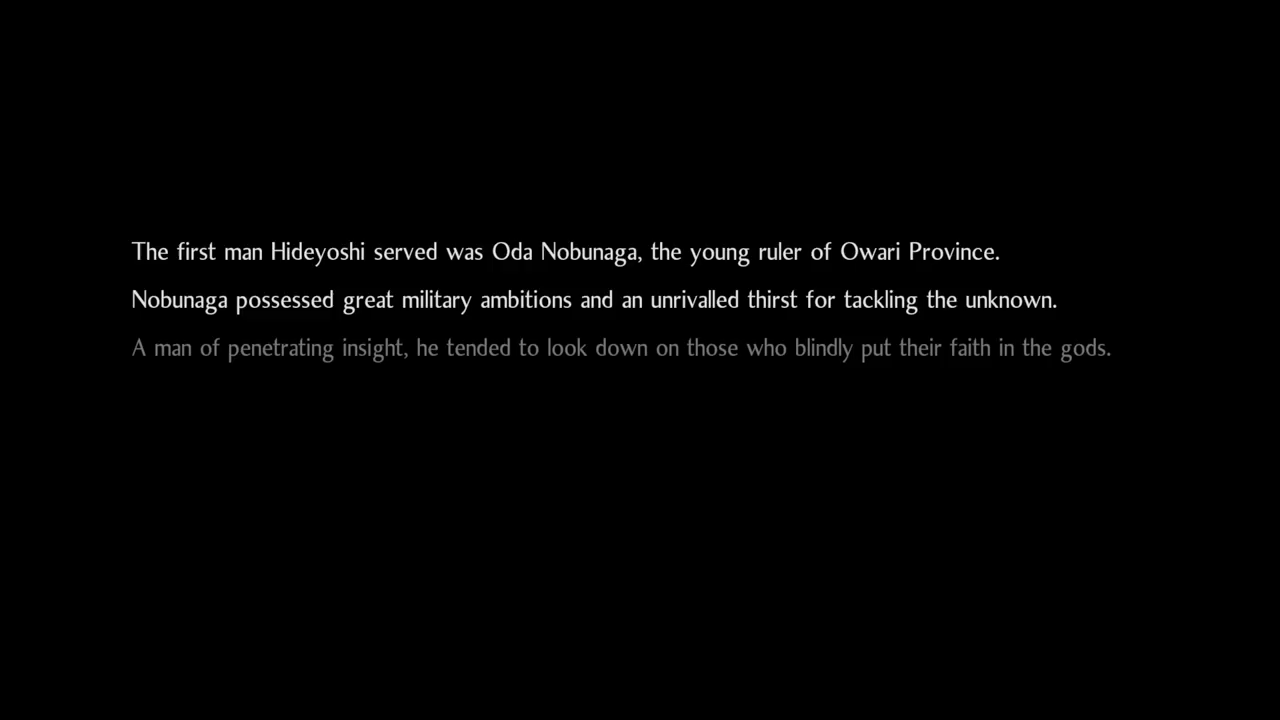 The first man Hideyoshi served was Oda Nobunaga, the young ruler of Owari Province.
Nobunaga possessed great military ambitions and an unrivalled thirst for tackling the unknown.
A man of penetrating insight, he tended to look down on those who blindly put their faith in the gods.